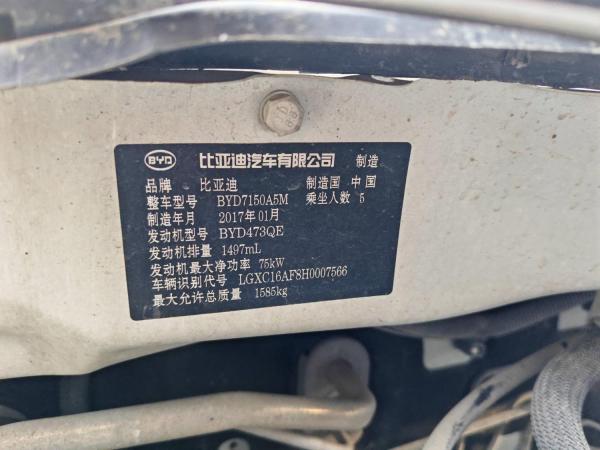 BYD 比亚迪汽车有限公司 制造
品牌 比亚迪 制造国 中国
整车型号 BYD7150A5M 乘坐人数 5
制造年月 2017年01月
发动机型号 BYD473QE
发动机排量 1497mL
发动机最大净功率 75kW
车辆识别代号 LGXC16AF8H0007566
最大允许总质量 1585kg